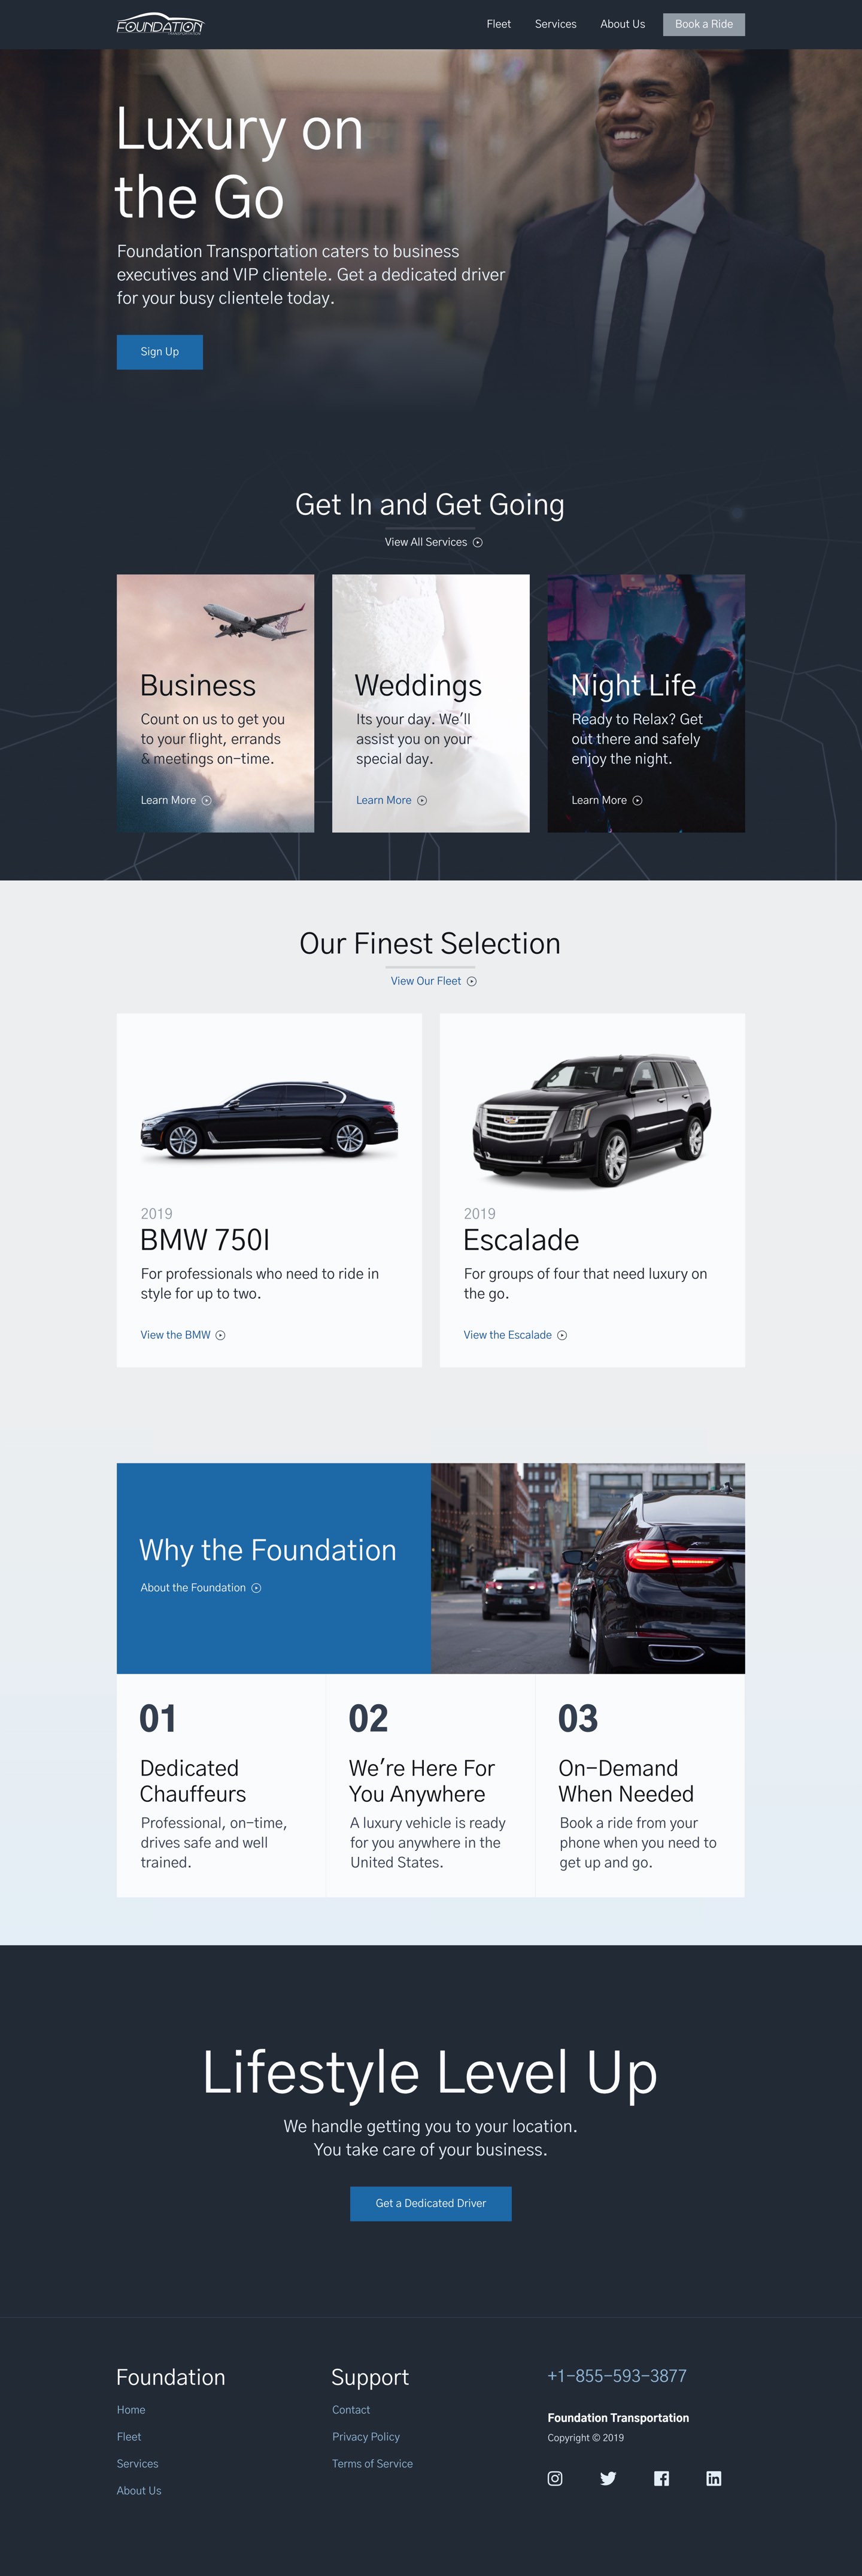 FOUNDATION
TRANSPORTATION
Fleet
Services
About Us
Book a Ride
Luxury on
the Go
Foundation Transportation caters to business
executives and VIP clientele. Get a dedicated driver
for your busy clientele today.
Sign Up
Get In and Get Going
View All Services
Business
Count on us to get you
to your flight, errands
& meetings on-time.
Learn More
Weddings
Its your day. We'll
assist you on your
special day.
Learn More
Night Life
Ready to Relax? Get
out there and safely
enjoy the night.
Learn More
Our Finest Selection
View Our Fleet
2019
BMW 750I
For professionals who need to ride in
style for up to two.
View the BMW
2019
Escalade
For groups of four that need luxury on
the go.
View the Escalade
Why the Foundation
About the Foundation
01
Dedicated
Chauffeurs
Professional, on-time,
drives safe and well
trained.
02
We're Here For
You Anywhere
A luxury vehicle is ready
for you anywhere in the
United States.
03
On-Demand
When Needed
Book a ride from your
phone when you need to
get up and go.
Lifestyle Level Up
We handle getting you to your location.
You take care of your business.
Get a Dedicated Driver
Foundation
Home
Fleet
Services
About Us
Support
Contact
Privacy Policy
Terms of Service
+1-855-593-3877
Foundation Transportation
Copyright © 2019